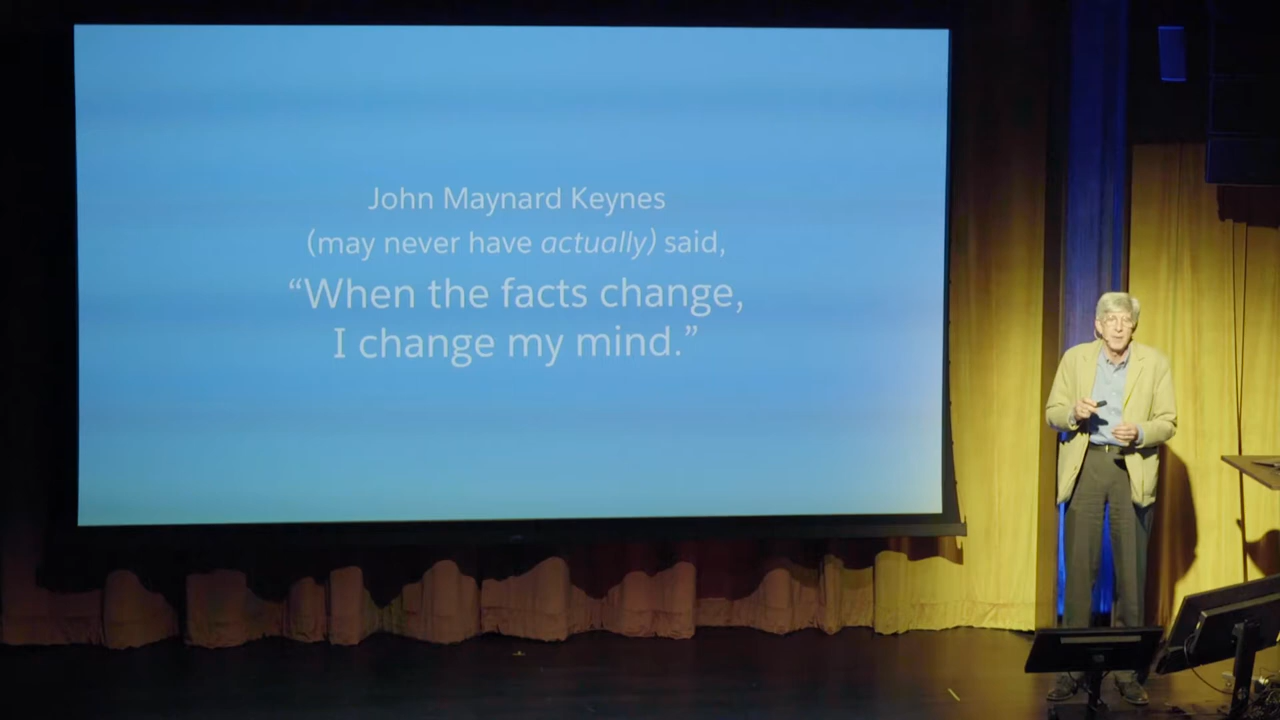 John Maynard Keynes
(may never have actually) said,
“When the facts change,
I change my mind.”